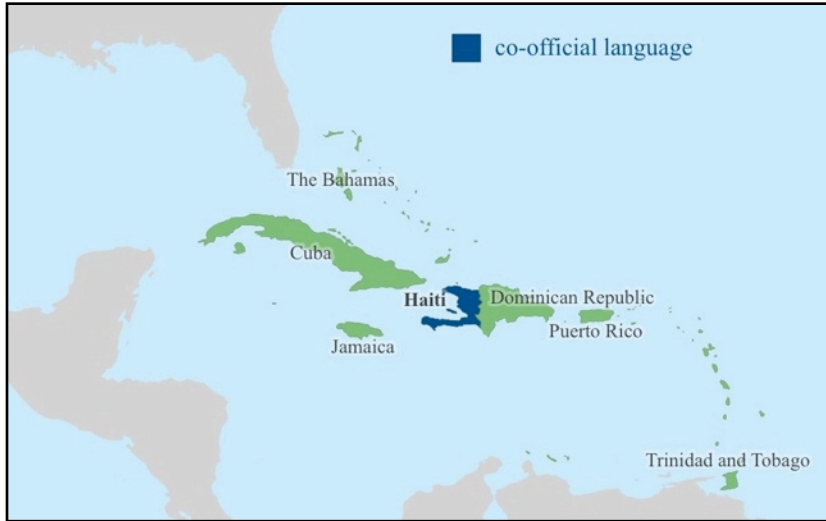 co-official language
The Bahamas
Cuba
Haiti
Dominican Republic
Jamaica
Puerto Rico
Trinidad and Tobago